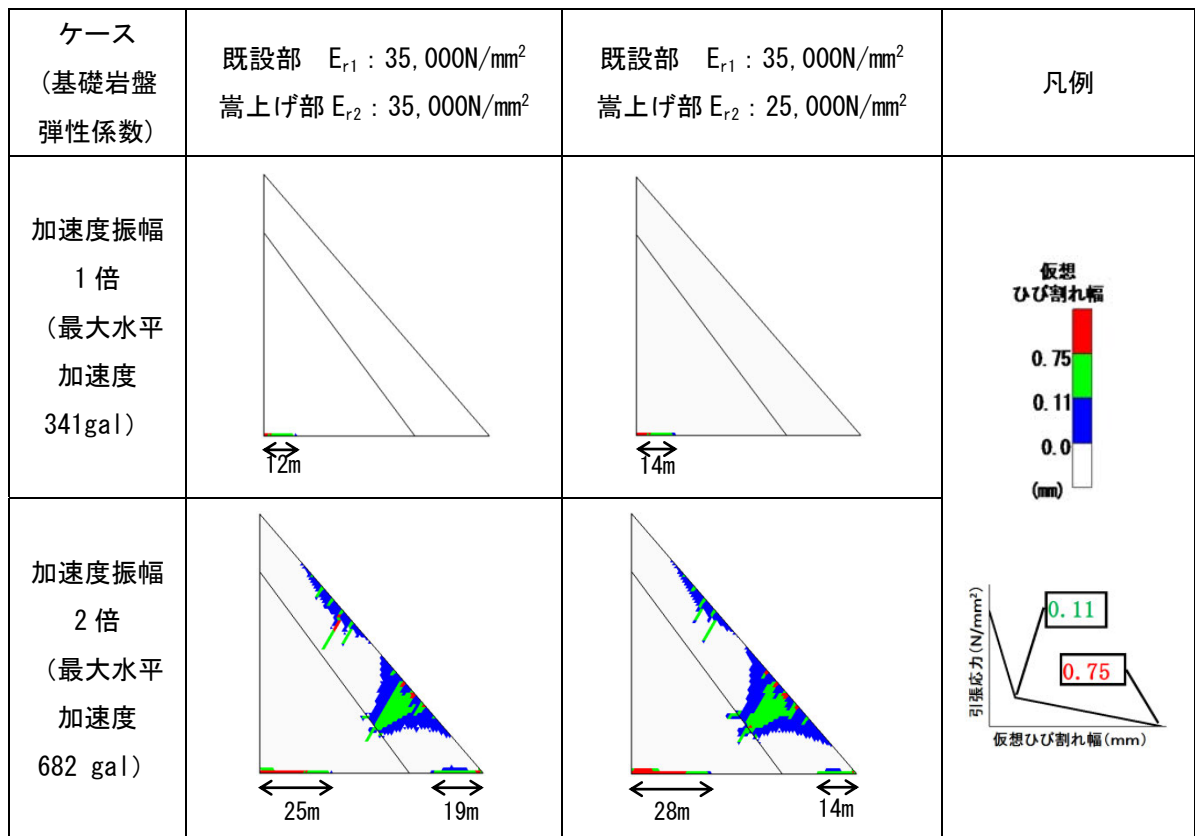 ケース
(基礎岩盤
弾性係数)
既設部 Er1：35,000N/mm²
嵩上げ部 Er2：35,000N/mm²
既設部 Er1：35,000N/mm²
嵩上げ部 Er2：25,000N/mm²
凡例
加速度振幅
1倍
（最大水平
加速度
341gal）
12m
14m
仮想
ひび割れ幅
0.75
0.11
0.0
(mm)
加速度振幅
2倍
（最大水平
加速度
682 gal）
25m
19m
28m
14m
引張応力(N/mm²)
0.11
0.75
仮想ひび割れ幅(mm)